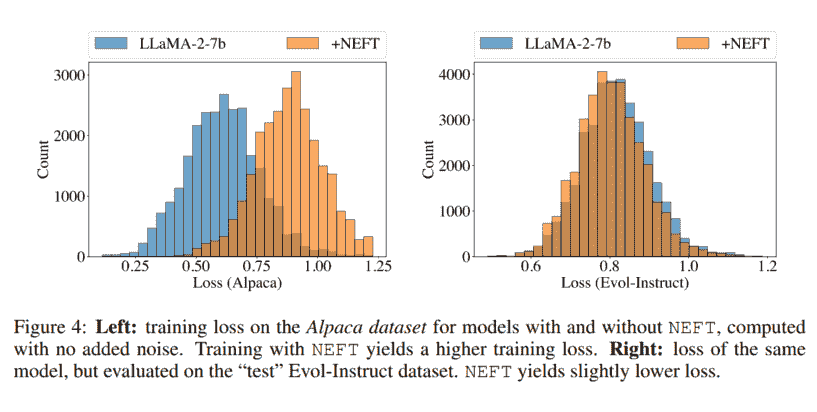 LLaMA-2-7b +NEFT
3000
2000
1000
0
Count
0.25 0.50 0.75 1.00 1.25
Loss (Alpaca)
LLaMA-2-7b +NEFT
4000
3000
2000
1000
0
Count
0.6 0.8 1.0 1.2
Loss (Evol-Instruct)
Figure 4: Left: training loss on the Alpaca dataset for models with and without NEFT, computed
with no added noise. Training with NEFT yields a higher training loss. Right: loss of the same
model, but evaluated on the “test” Evol-Instruct dataset. NEFT yields slightly lower loss.